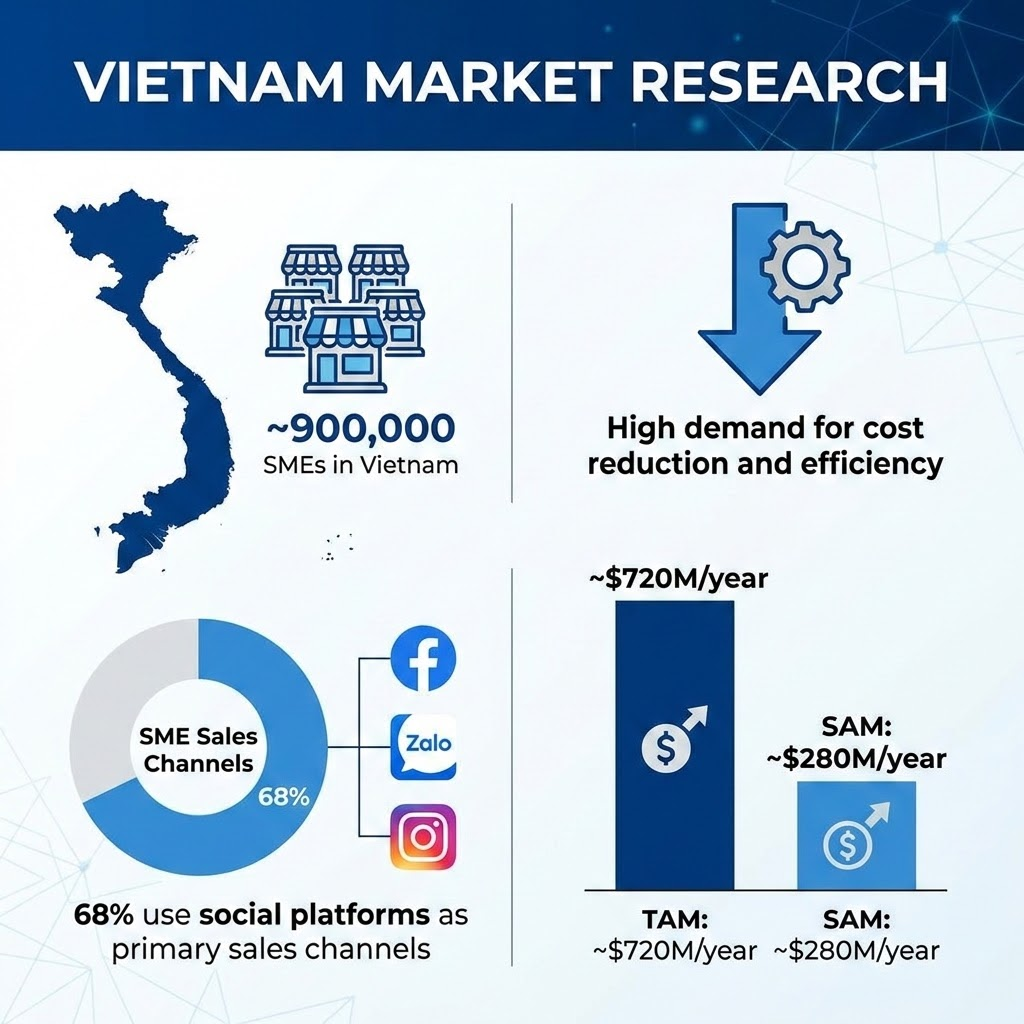 VIETNAM MARKET RESEARCH
~900,000
SMEs in Vietnam
High demand for cost
reduction and efficiency
SME Sales
Channels
68%
f
Zalo
68% use social platforms as
primary sales channels
~$720M/year
$
SAM:
~$280M/year
$
TAM:
~$720M/year
SAM:
~$280M/year